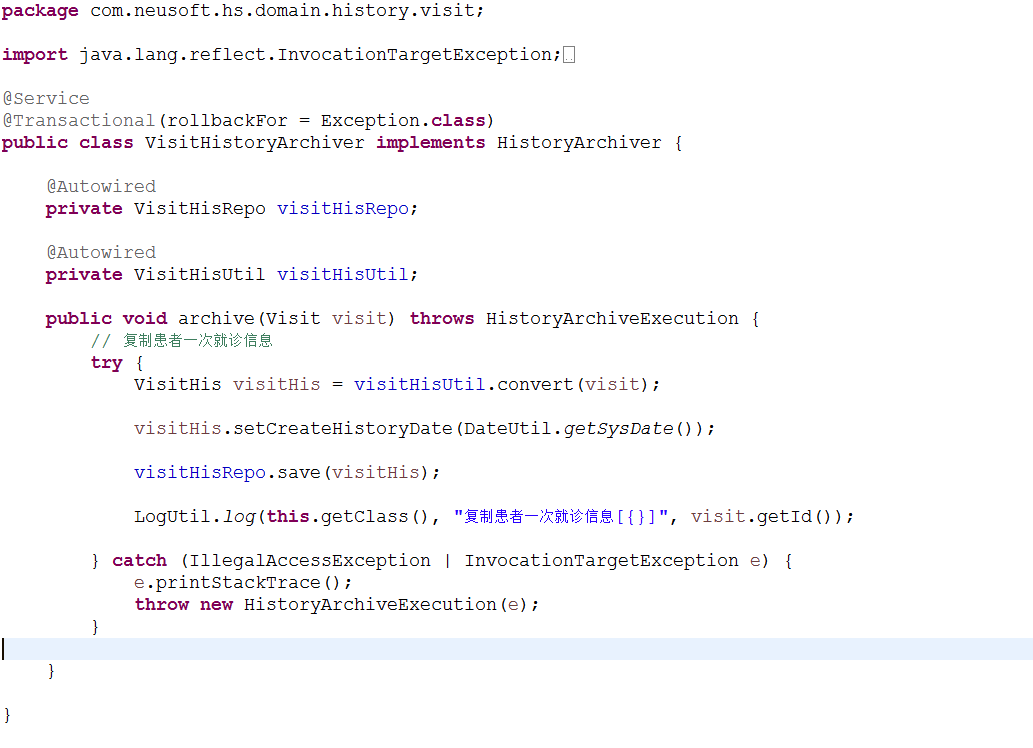 package com.neusoft.hs.domain.history.visit;
import java.lang.reflect.InvocationTargetException;
@Service
@Transactional(rollbackFor = Exception.class)
public class VisitHistoryArchiver implements HistoryArchiver {
@Autowired
private VisitHisRepo visitHisRepo;
@Autowired
private VisitHisUtil visitHisUtil;
public void archive(Visit visit) throws HistoryArchiveExecution {
// 复制患者一次就诊信息
try {
VisitHis visitHis = visitHisUtil.convert(visit);
visitHis.setCreateHistoryDate(DateUtil.getSysDate());
visitHisRepo.save(visitHis);
LogUtil.log(this.getClass(), "复制患者一次就诊信息[{}]", visit.getId());
} catch (IllegalAccessException | InvocationTargetException e) {
e.printStackTrace();
throw new HistoryArchiveExecution(e);
}
}
}